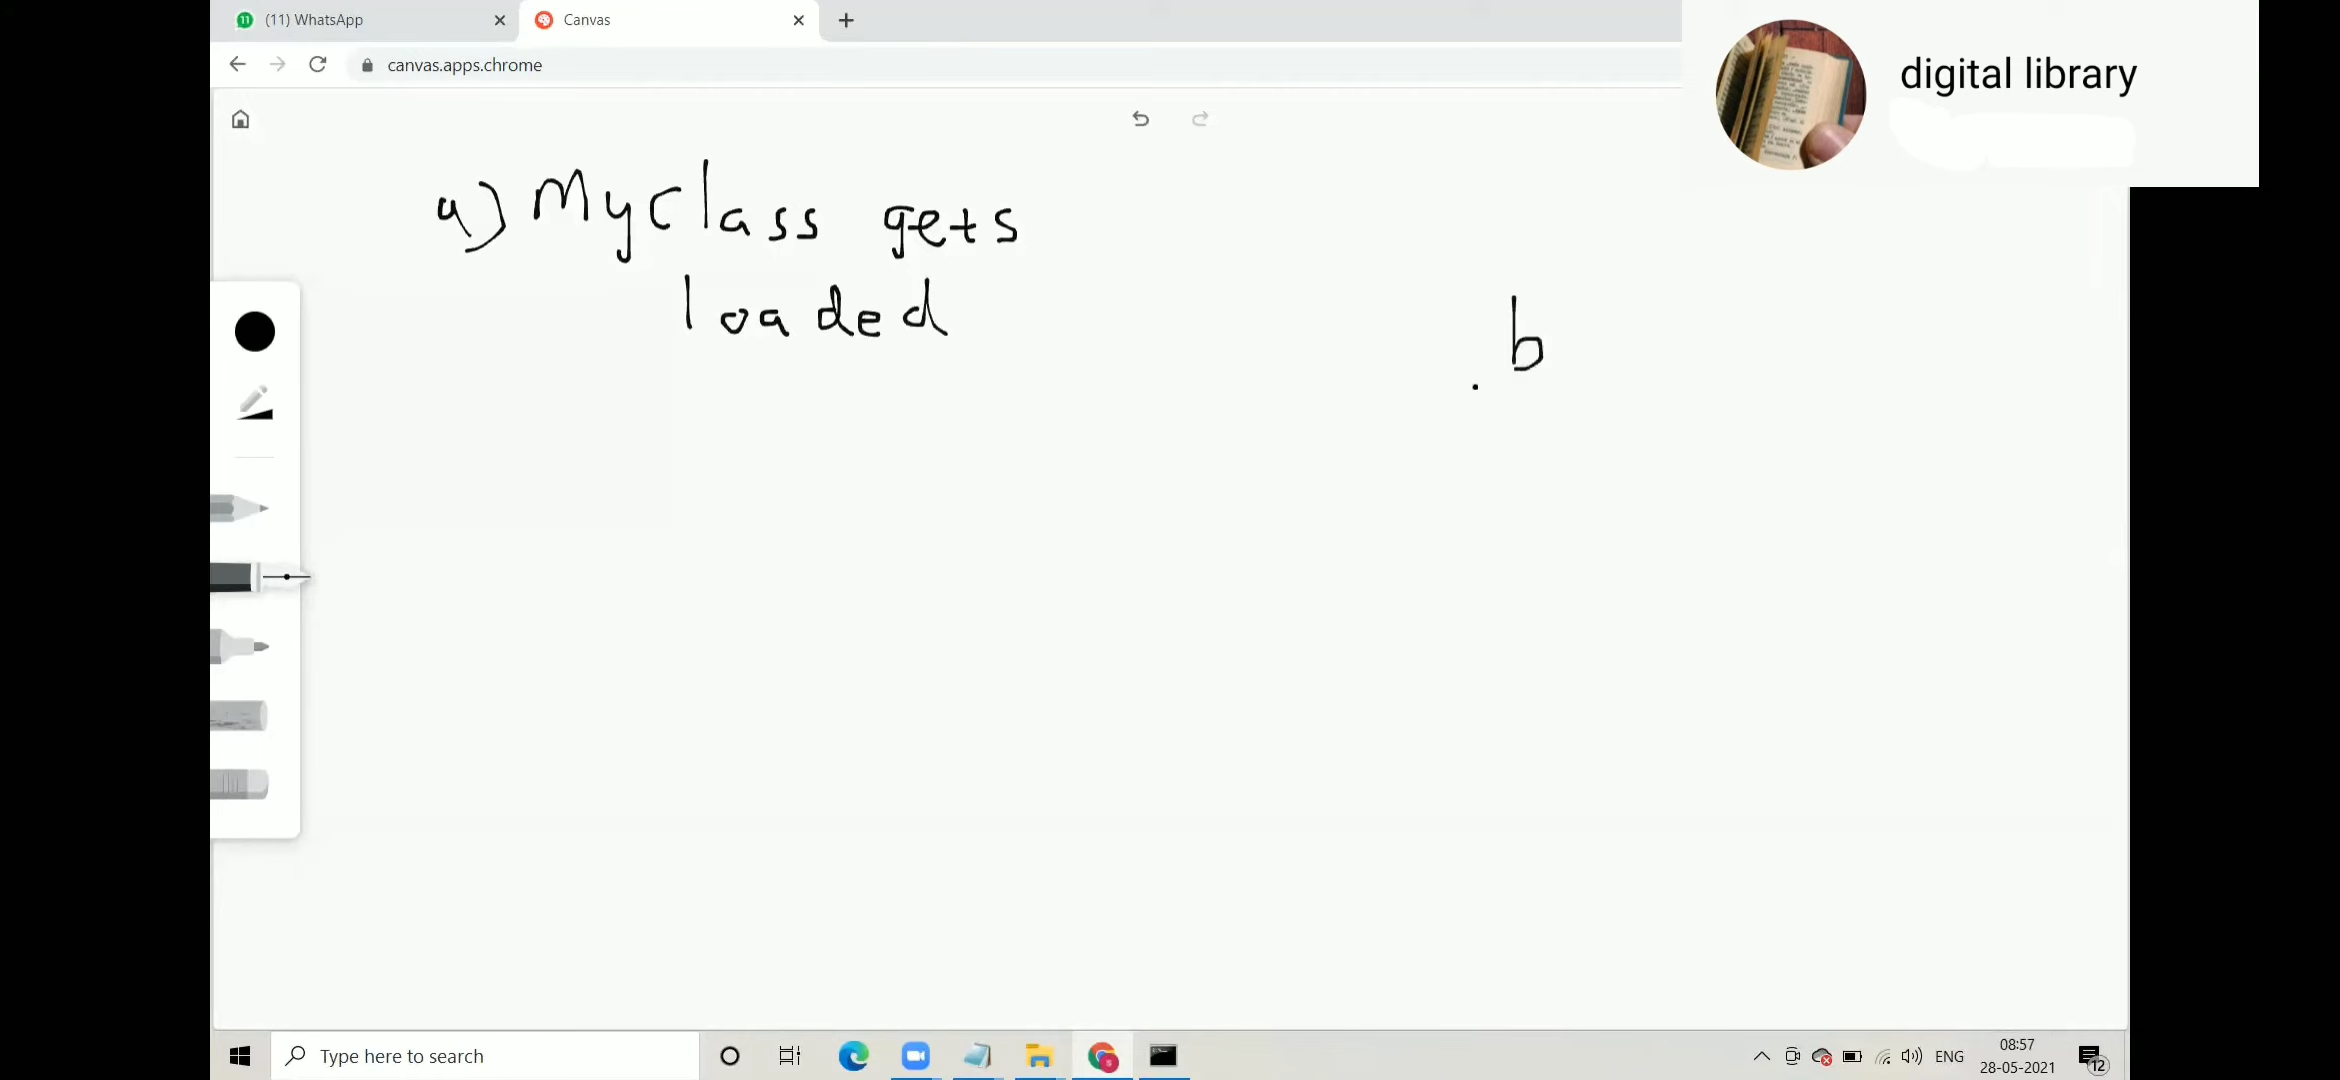 (11) WhatsApp
Canvas
canvas.apps.chrome
digital library
a) Myclass gets
loaded
b
Type here to search
ENG
08:57
28-05-2021
12